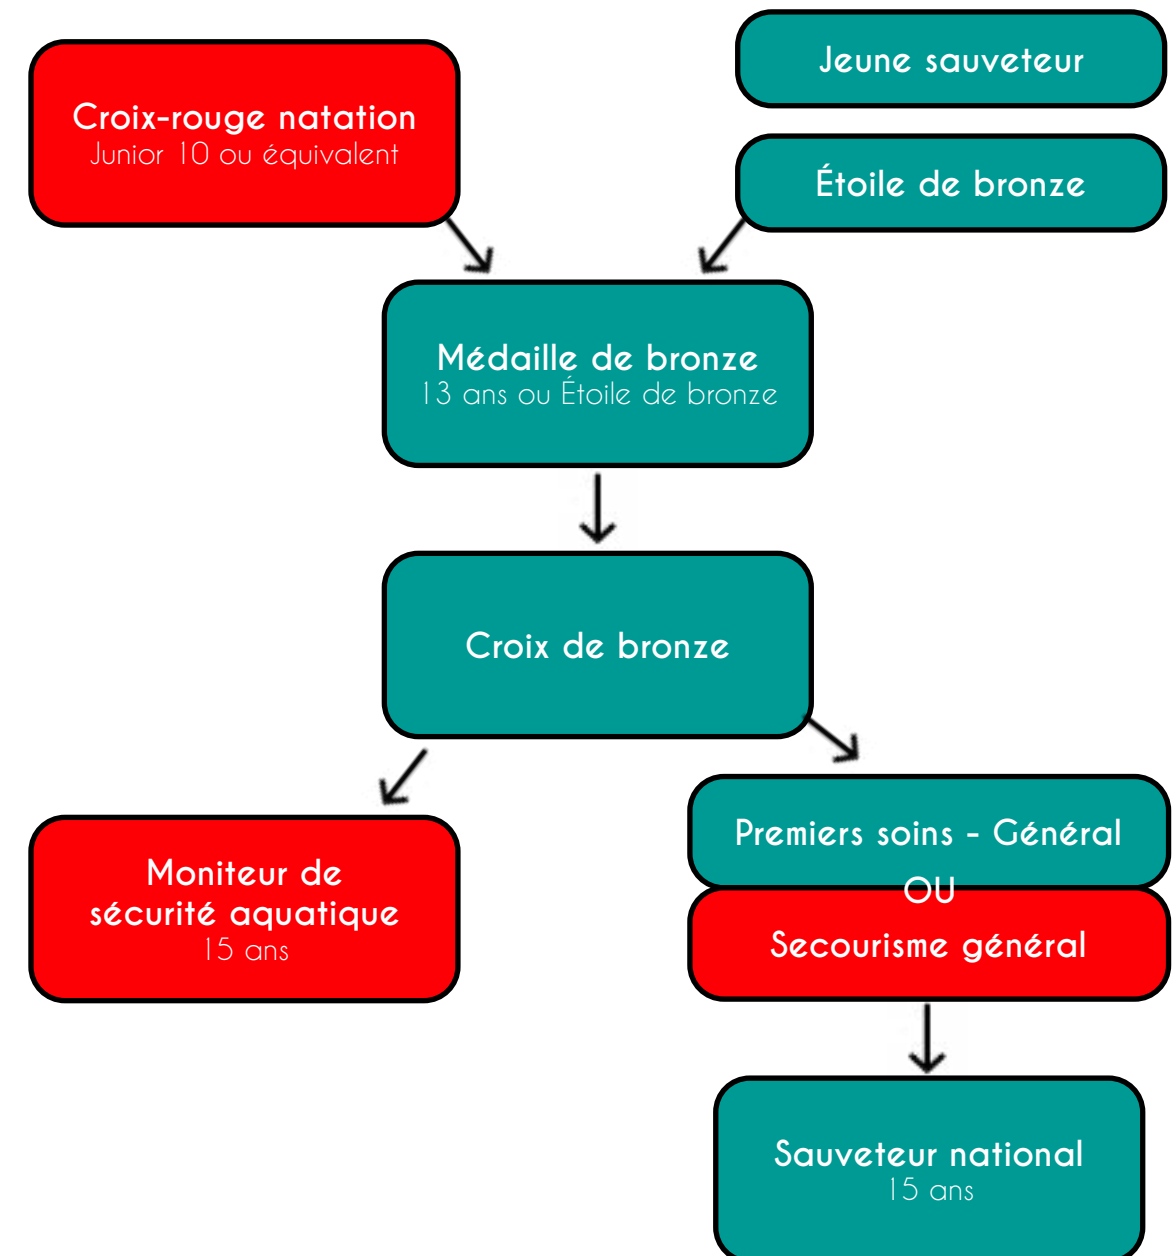 Croix-rouge natation
Junior 10 ou équivalent
Jeune sauveteur
Étoile de bronze
Médaille de bronze
13 ans ou Étoile de bronze
Croix de bronze
Moniteur de
sécurité aquatique
15 ans
Premiers soins - Général
OU
Secourisme général
Sauveteur national
15 ans